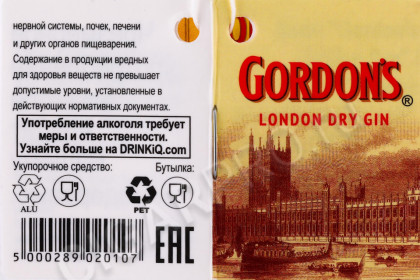 нервной системы, почек, печени
и других органов пищеварения.
Содержание в продукции вредных
для здоровья веществ не превышает
допустимые уровни, установленные в
действующих нормативных документах.
Употребление алкоголя требует
меры и ответственности.
Узнайте больше на DRINKiQ.com
Укупорочное средство:
Бутылка:
ALU
PET
5 000289 020107
EAC
GORDON'S®
LONDON DRY GIN